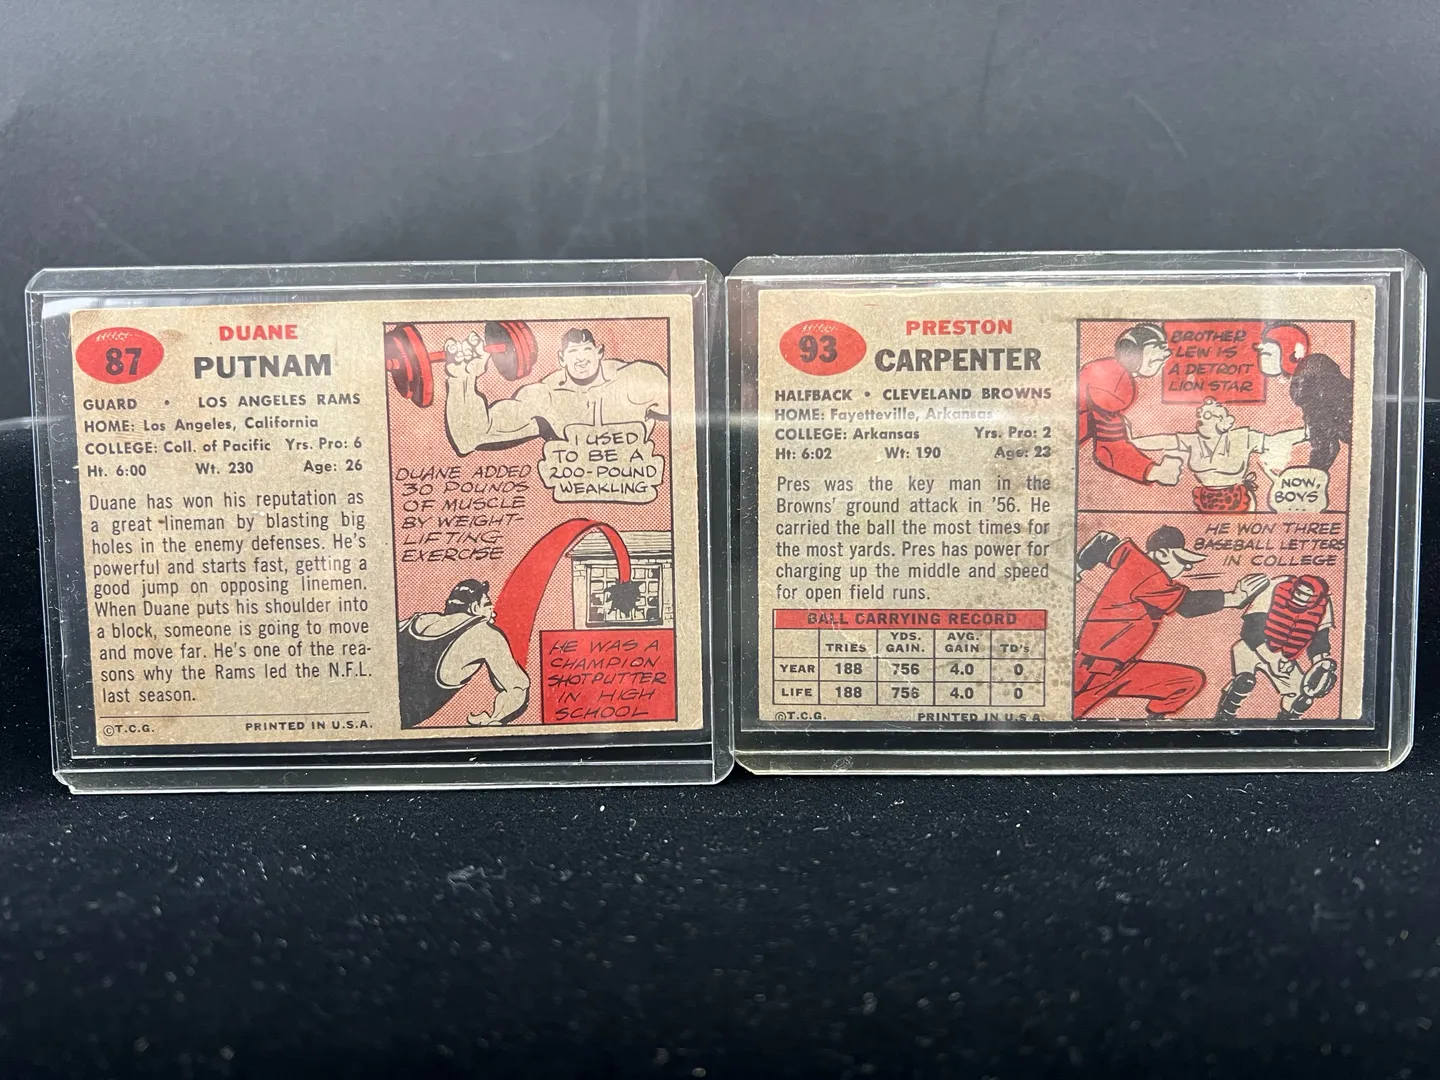 87
DUANE
PUTNAM
GUARD • LOS ANGELES RAMS
HOME: Los Angeles, California
COLLEGE: Coll. of Pacific Yrs. Pro: 6
Ht. 6:00 Wt. 230 Age: 26
Duane has won his reputation as
a great lineman by blasting big
holes in the enemy defenses. He's
powerful and starts fast, getting a
good jump on opposing linemen.
When Duane puts his shoulder into
a block, someone is going to move
and move far. He's one of the rea-
sons why the Rams led the N.F.L.
last season.
©T.C.G. PRINTED IN U.S.A.
I USED
TO BE A
200-POUND
WEAKLING
DUANE ADDED
30 POUNDS
OF MUSCLE
BY WEIGHT-
LIFTING
EXERCISE
HE WAS A
CHAMPION
SHOTPUTTER
IN HIGH
SCHOOL
93
PRESTON
CARPENTER
HALFBACK • CLEVELAND BROWNS
HOME: Fayetteville, Arkansas
COLLEGE: Arkansas Yrs. Pro: 2
Ht: 6:02 Wt: 190 Age: 23
Pres was the key man in the
Browns' ground attack in '56. He
carried the ball the most times for
the most yards. Pres has power for
charging up the middle and speed
for open field runs.
BALL CARRYING RECORD
TRIES YDS. GAIN. AVG. GAIN TD's
YEAR 188 756 4.0 0
LIFE 188 756 4.0 0
©T.C.G. PRINTED IN U.S.A.
BROTHER
LEW IS
A DETROIT
LION STAR
NOW,
BOYS...
HE WON THREE
BASEBALL LETTERS
IN COLLEGE